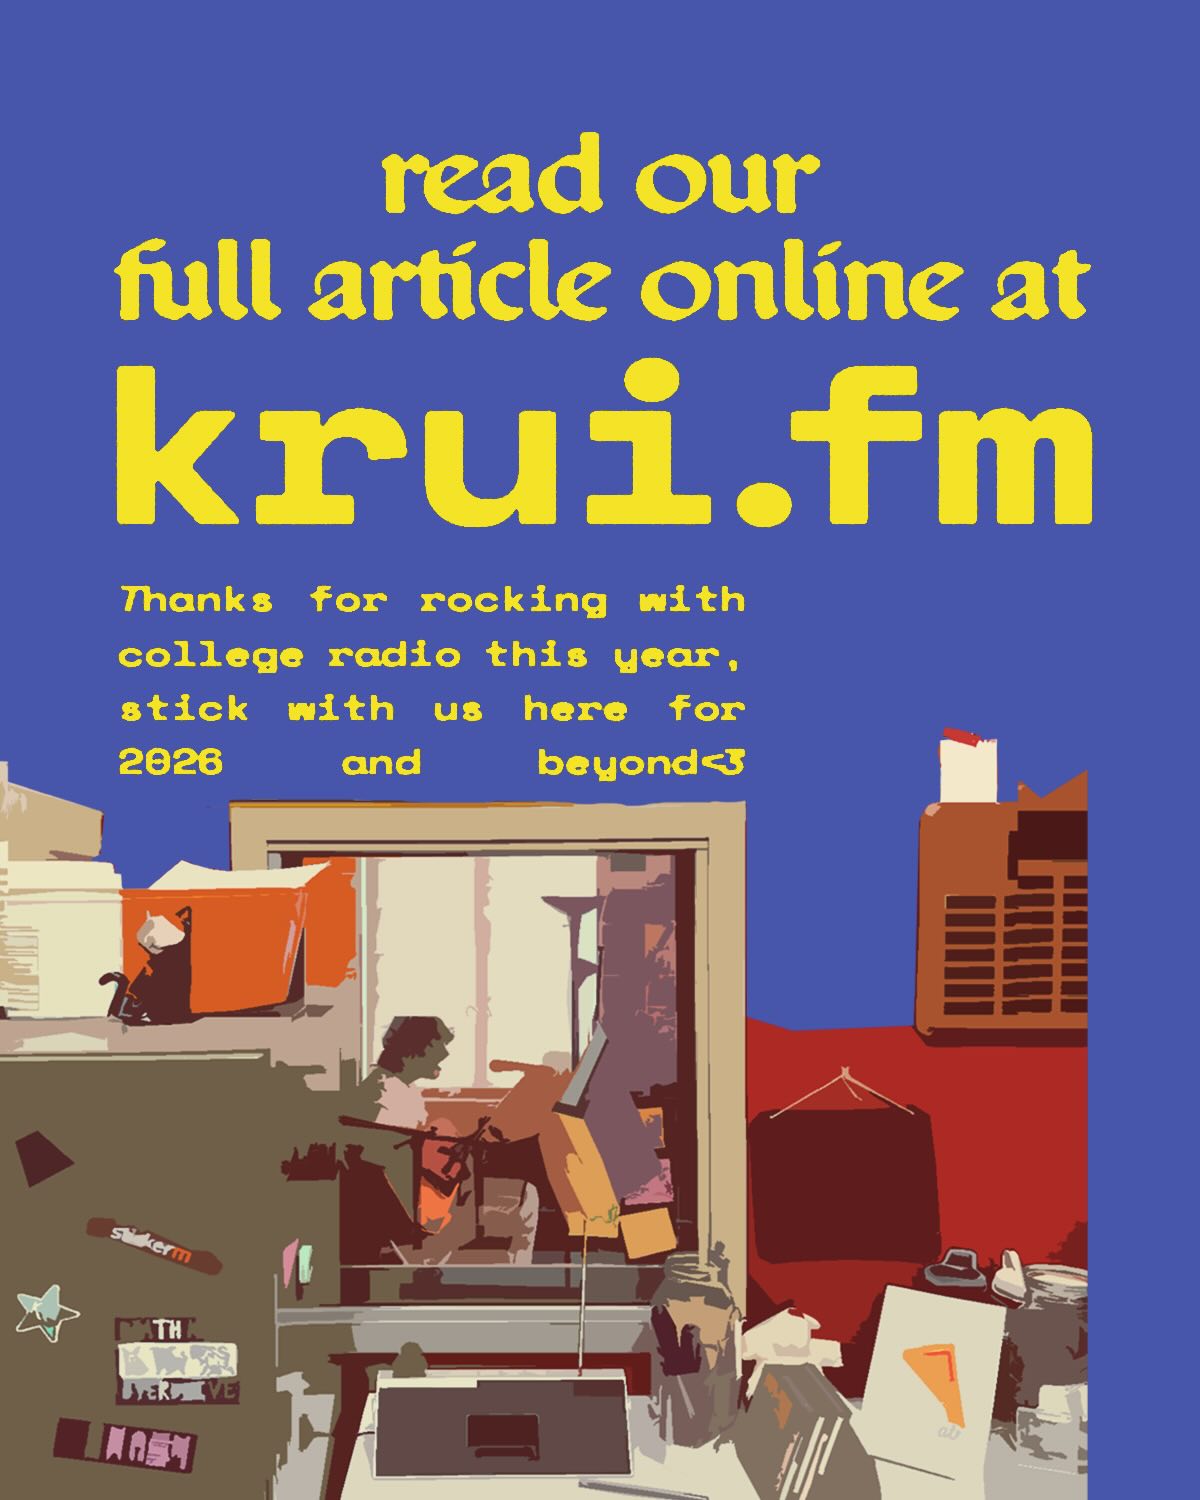 read our
full article online at
krui.fm
Thanks for rocking with
college radio this year,
stick with us here for
2026 and beyond<3
TH